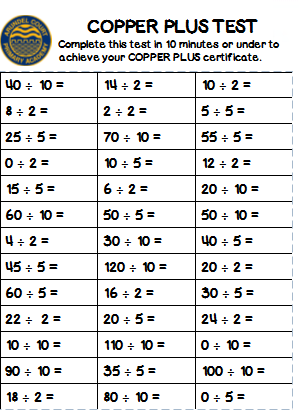 ARUNDEL COURT
PRIMARY ACADEMY
COPPER PLUS TEST
Complete this test in 10 minutes or under to
achieve your COPPER PLUS certificate.
40 ÷ 10 = 14 ÷ 2 = 10 ÷ 2 =
8 ÷ 2 = 2 ÷ 2 = 5 ÷ 5 =
25 ÷ 5 = 70 ÷ 10 = 55 ÷ 5 =
0 ÷ 2 = 10 ÷ 5 = 12 ÷ 2 =
15 ÷ 5 = 6 ÷ 2 = 20 ÷ 10 =
60 ÷ 10 = 50 ÷ 5 = 50 ÷ 10 =
4 ÷ 2 = 30 ÷ 10 = 40 ÷ 5 =
45 ÷ 5 = 120 ÷ 10 = 20 ÷ 2 =
60 ÷ 5 = 16 ÷ 2 = 30 ÷ 5 =
22 ÷ 2 = 20 ÷ 5 = 24 ÷ 2 =
10 ÷ 10 = 110 ÷ 10 = 0 ÷ 10 =
90 ÷ 10 = 35 ÷ 5 = 100 ÷ 10 =
18 ÷ 2 = 80 ÷ 10 = 0 ÷ 5 =